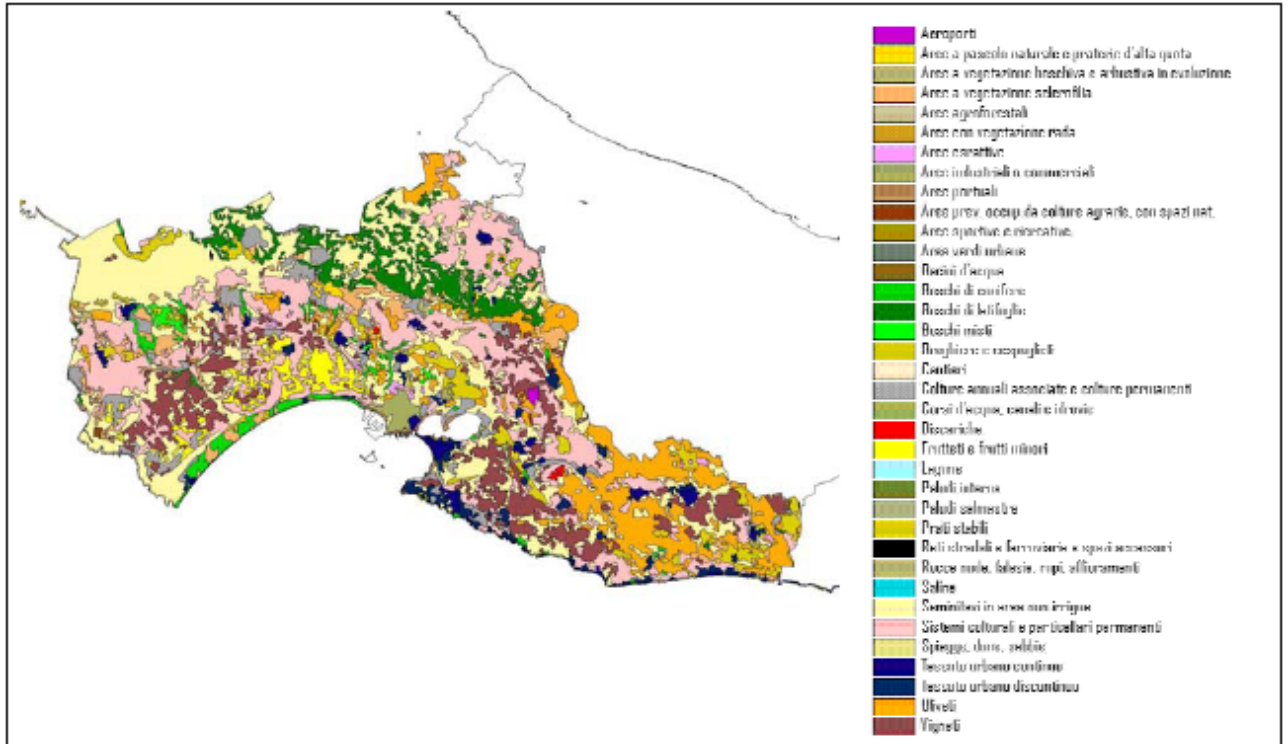 Aeroporti
Aree a pascolo naturale e praterie d'alta quota
Aree a vegetazione boschiva e arbustiva in evoluzione
Aree a vegetazione sclerofilla
Aree agroforestali
Aree con vegetazione rada
Aree estrattive
Aree industriali o commerciali
Aree portuali
Aree prev. occup. da colture agrarie, con spazi nat.
Aree sportive e ricreative,
Aree verdi urbane
Bacini d'acqua
Boschi di conifere
Boschi di latifoglie
Boschi misti
Brughiere e cespuglieti
Cantieri
Colture annuali associate e colture permanenti
Corsi d'acqua, canali e idrovie
Discariche
Frutteti e frutti minori
Lagune
Paludi interne
Paludi salmastre
Prati stabili
Reti stradali e ferroviarie e spazi accessori
Rocce nude, falesie, rupi, affioramenti
Saline
Seminativi in aree non irrigue
Sistemi colturali e particellari permanenti
Spiagge, dune, sabbie
Tessuto urbano continuo
Tessuto urbano discontinuo
Uliveti
Vigneti